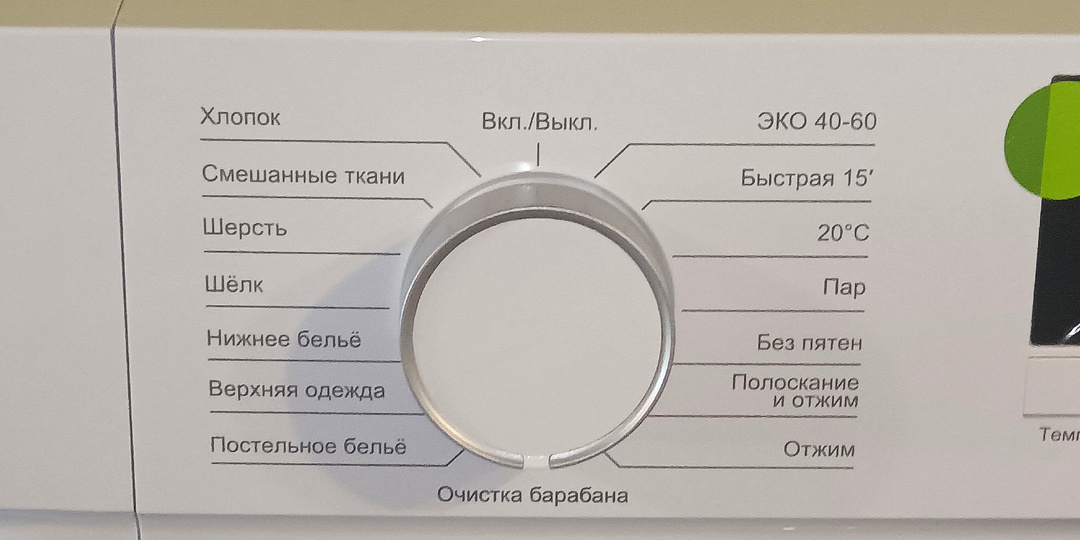 Вкл./Выкл.
Хлопок
Смешанные ткани
Шерсть
Шёлк
Нижнее бельё
Верхняя одежда
Постельное бельё
ЭКО 40-60
Быстрая 15′
20°C
Пар
Без пятен
Полоскание
и отжим
Отжим
Очистка барабана